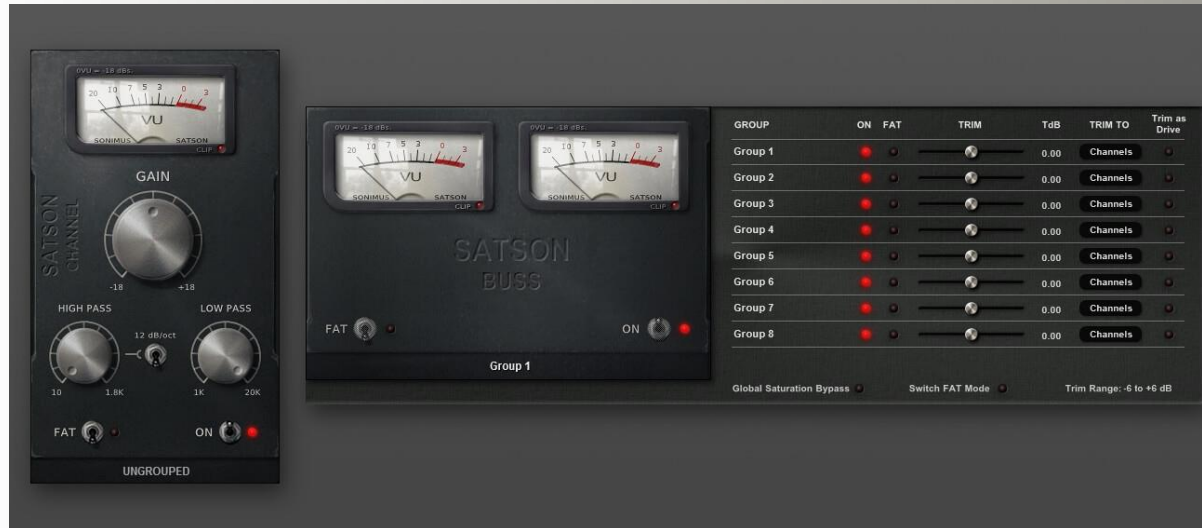 0VU = -18 dBs.
20 10 7 5 3 0 3
VU
SONIMUS SATSON
CLIP
GAIN
SATSON
CHANNEL
-18 +18
HIGH PASS LOW PASS
12 dB/oct
10 1.8K 1K 20K
FAT ON
UNGROUPED
0VU = -18 dBs. 0VU = -18 dBs.
20 10 7 5 3 0 3 20 10 7 5 3 0 3
VU VU
SONIMUS SATSON SONIMUS SATSON
CLIP CLIP
SATSON
BUSS
FAT ON
Group 1
GROUP ON FAT TRIM TdB TRIM TO Trim as
Drive
Group 1 0.00 Channels
Group 2 0.00 Channels
Group 3 0.00 Channels
Group 4 0.00 Channels
Group 5 0.00 Channels
Group 6 0.00 Channels
Group 7 0.00 Channels
Group 8 0.00 Channels
Global Saturation Bypass Switch FAT Mode Trim Range: -6 to +6 dB